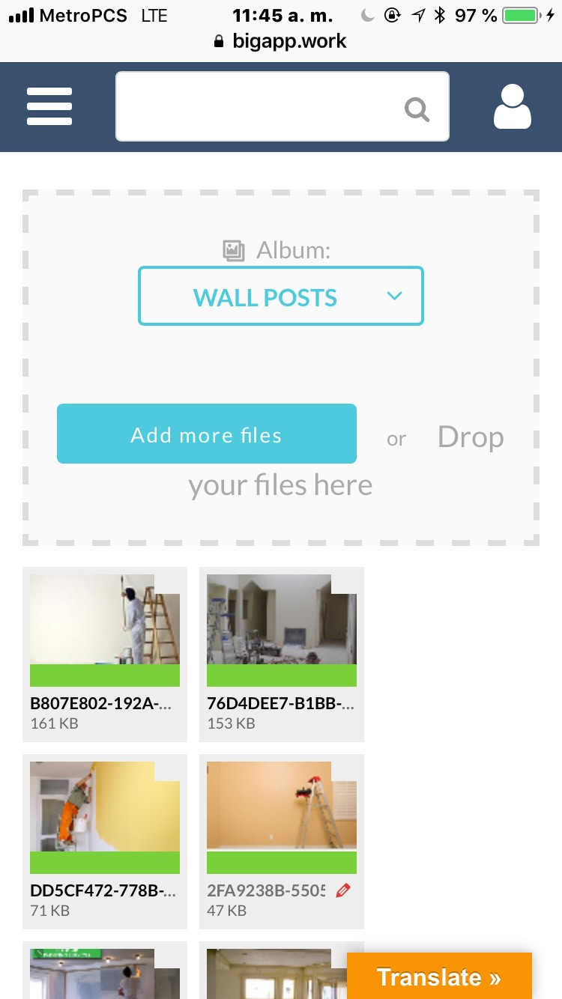 MetroPCS LTE 11:45 a. m. 97 %
bigapp.work
Album:
WALL POSTS
Add more files or Drop
your files here
B807E802-192A-...
161 KB
76D4DEE7-B1BB-...
153 KB
DD5CF472-778B-...
71 KB
2FA9238B-5505
47 KB
Translate »